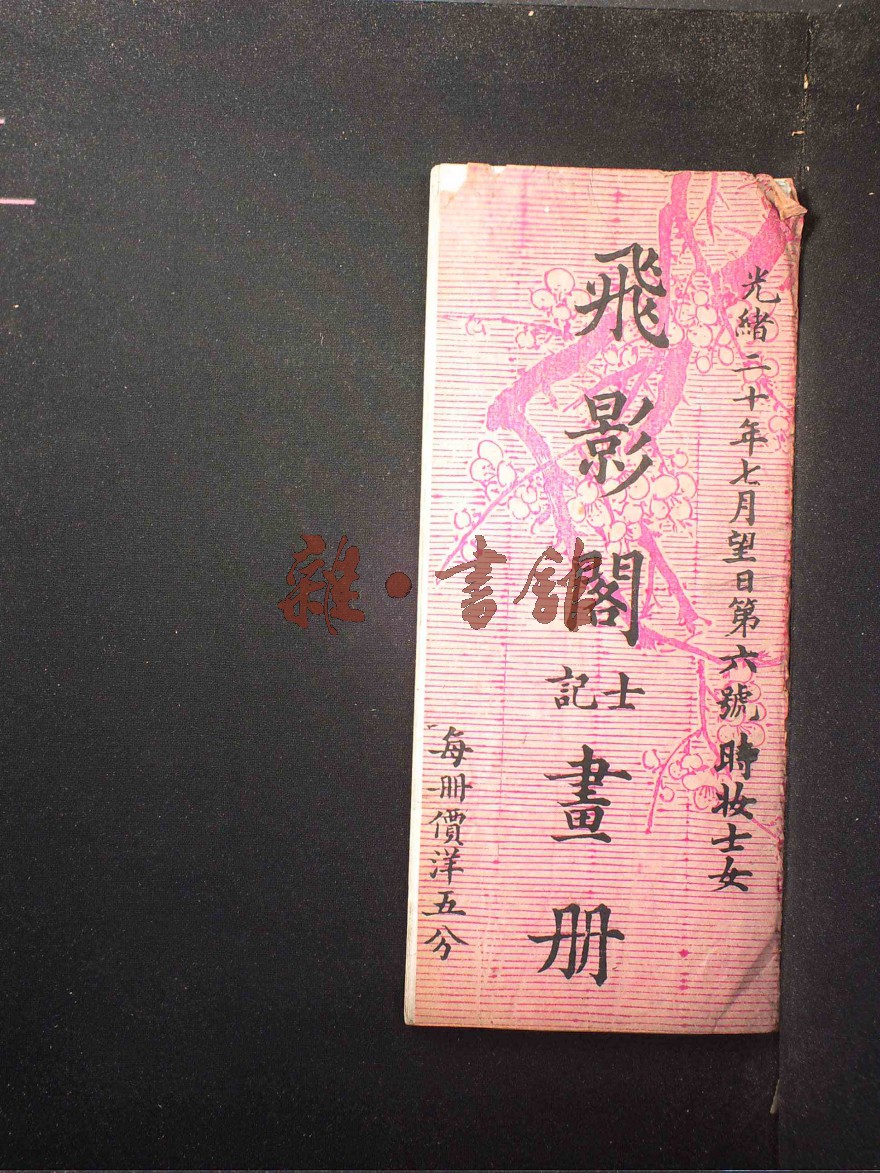 光緒二十年七月望日第六號時妝士女
飛影閣士記畫册
每册價洋五分
雜·書館